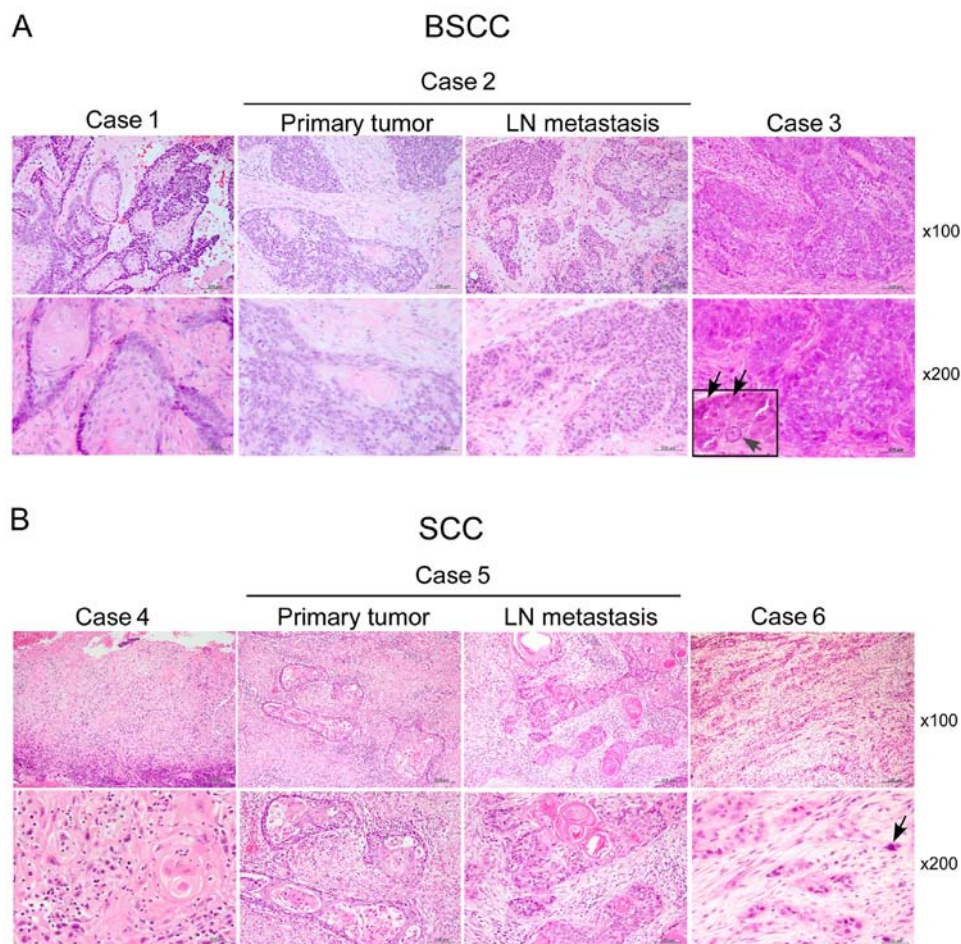 A
BSCC
Case 2
Case 1
Primary tumor
LN metastasis
Case 3
x100
x200
B
SCC
Case 5
Case 4
Primary tumor
LN metastasis
Case 6
x100
x200